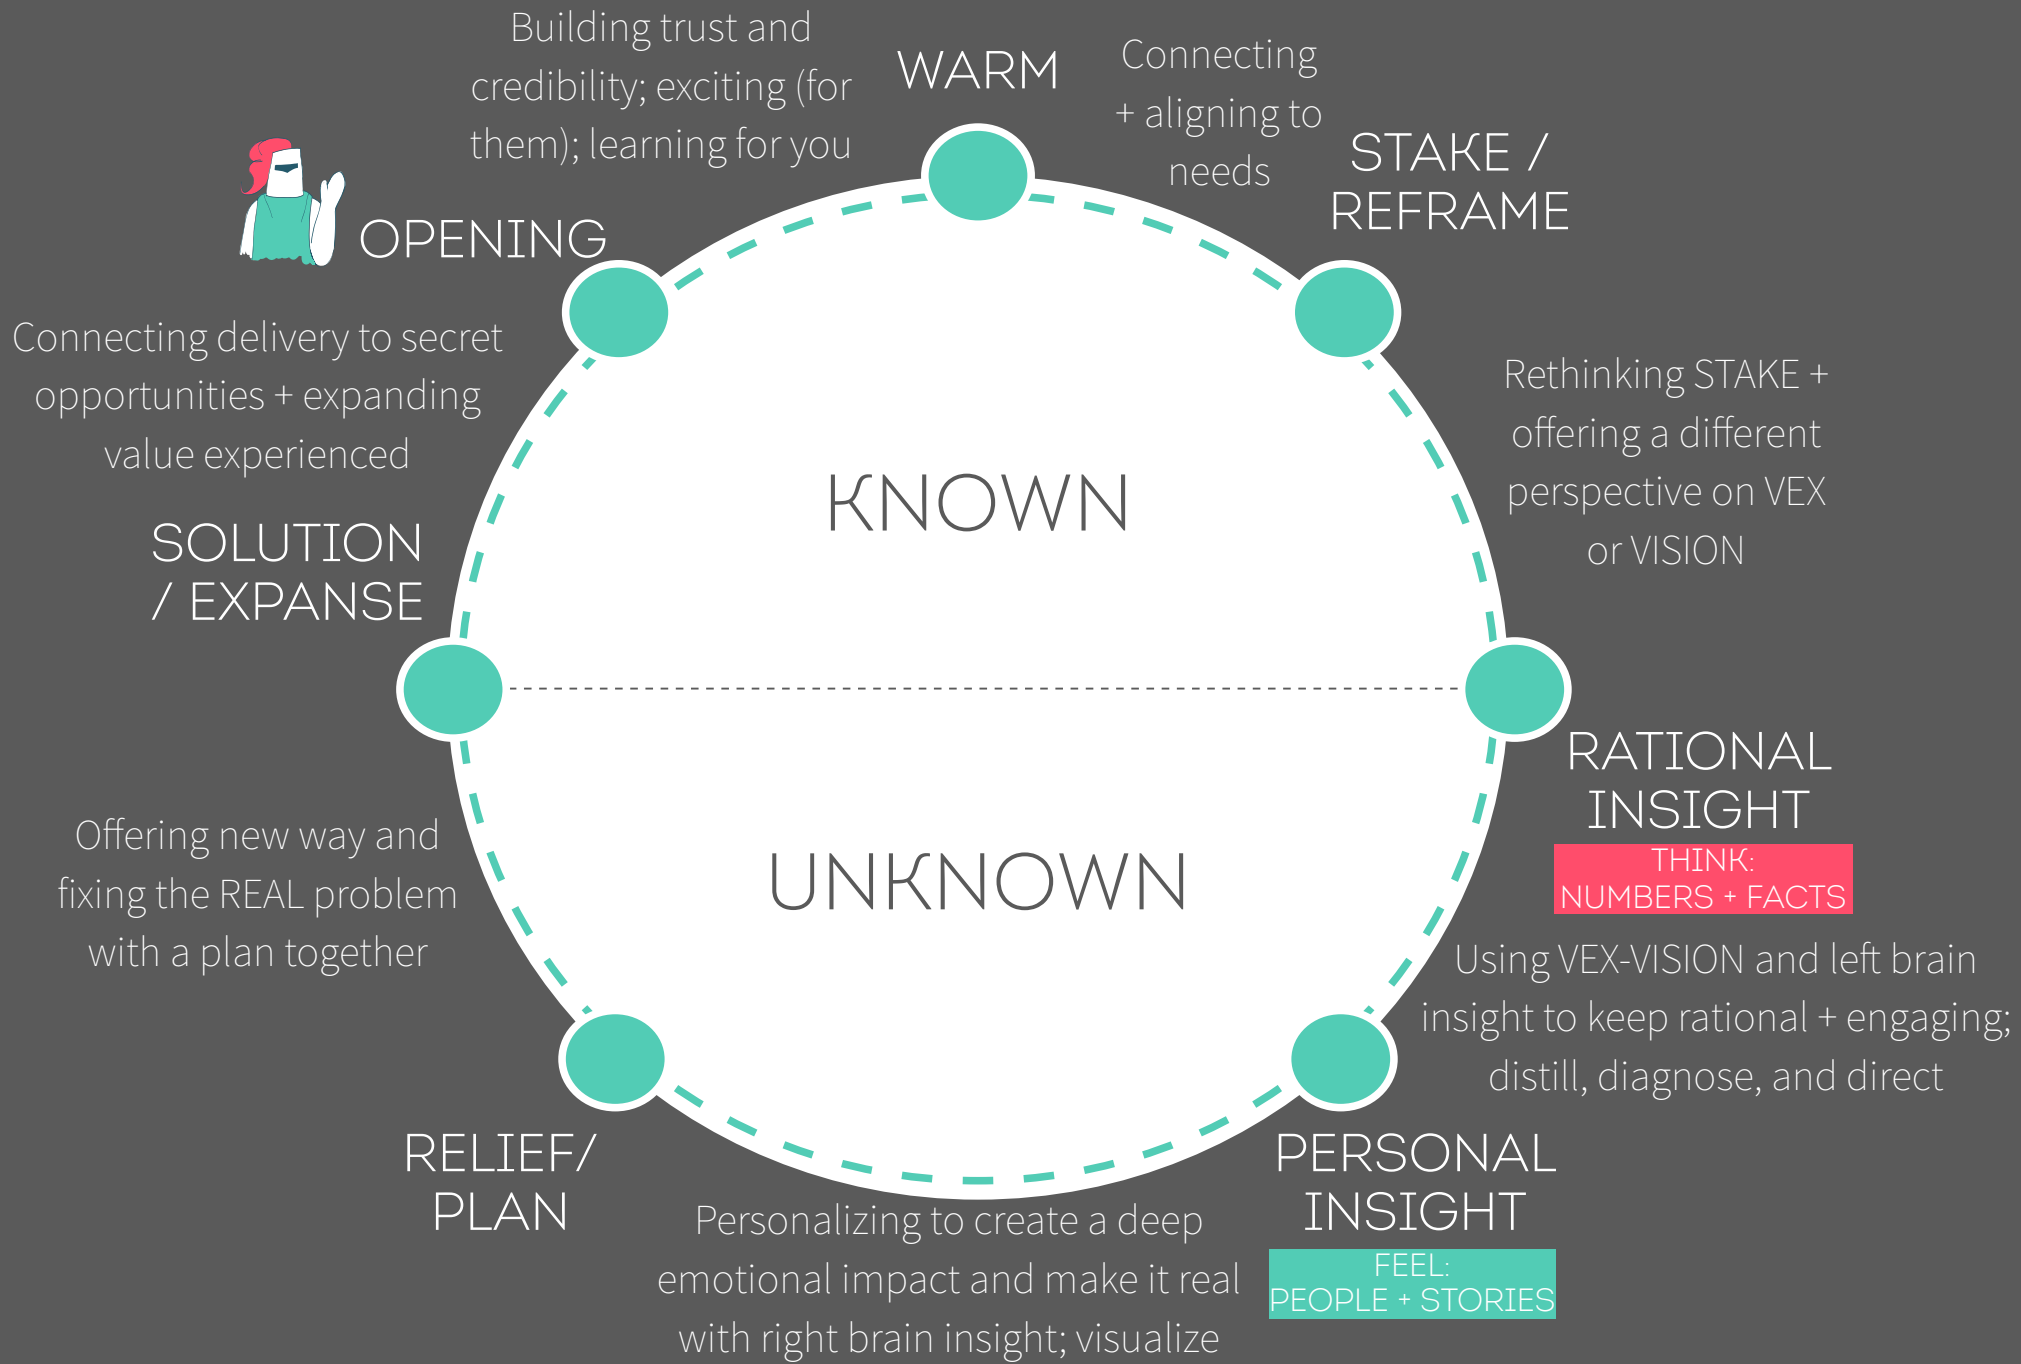 Building trust and
credibility; exciting (for
them); learning for you
WARM
Connecting
+ aligning to
needs
STAKE /
REFRAME
OPENING
Connecting delivery to secret
opportunities + expanding
value experienced
Rethinking STAKE +
offering a different
perspective on VEX
or VISION
KNOWN
SOLUTION
/ EXPANSE
RATIONAL
INSIGHT
THINK:
NUMBERS + FACTS
Offering new way and
fixing the REAL problem
with a plan together
UNKNOWN
Using VEX-VISION and left brain
insight to keep rational + engaging;
distill, diagnose, and direct
RELIEF/
PLAN
PERSONAL
INSIGHT
FEEL:
PEOPLE + STORIES
Personalizing to create a deep
emotional impact and make it real
with right brain insight; visualize